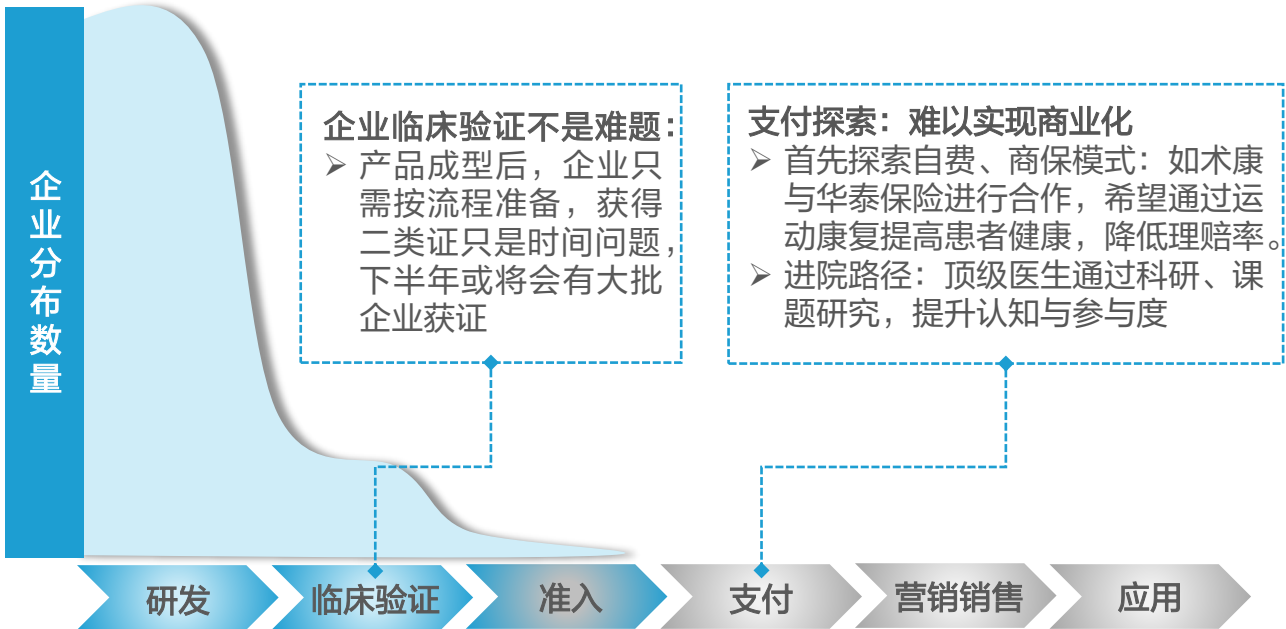 企业分布数量
企业临床验证不是难题：
➢ 产品成型后，企业只
需按流程准备，获得
二类证只是时间问题，
下半年或将会有大批
企业获证
支付探索：难以实现商业化
➢ 首先探索自费、商保模式：如术康
与华泰保险进行合作，希望通过运
动康复提高患者健康，降低理赔率。
➢ 进院路径：顶级医生通过科研、课
题研究，提升认知与参与度
研发
临床验证
准入
支付
营销销售
应用